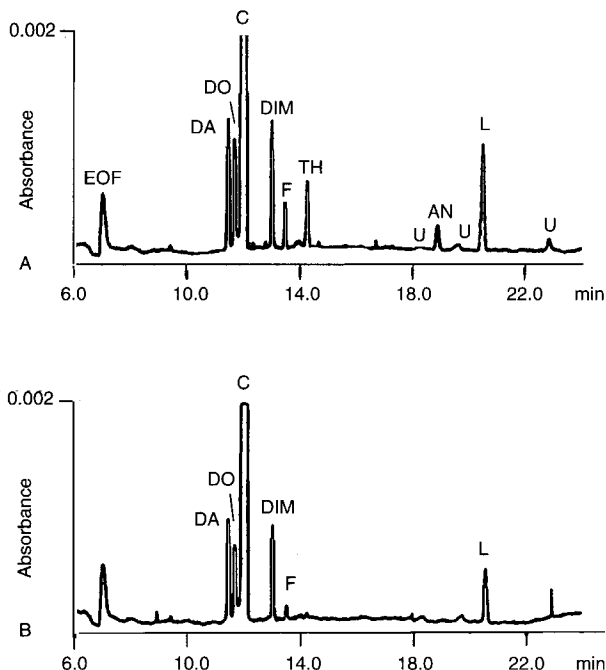 0.002
C
DO
DA
DIM
EOF
F
TH
L
AN
U
U
U
Absorbance
A
6.0 10.0 14.0 18.0 22.0 min
0.002
C
DO
DA
DIM
F
L
Absorbance
B
6.0 10.0 14.0 18.0 22.0 min